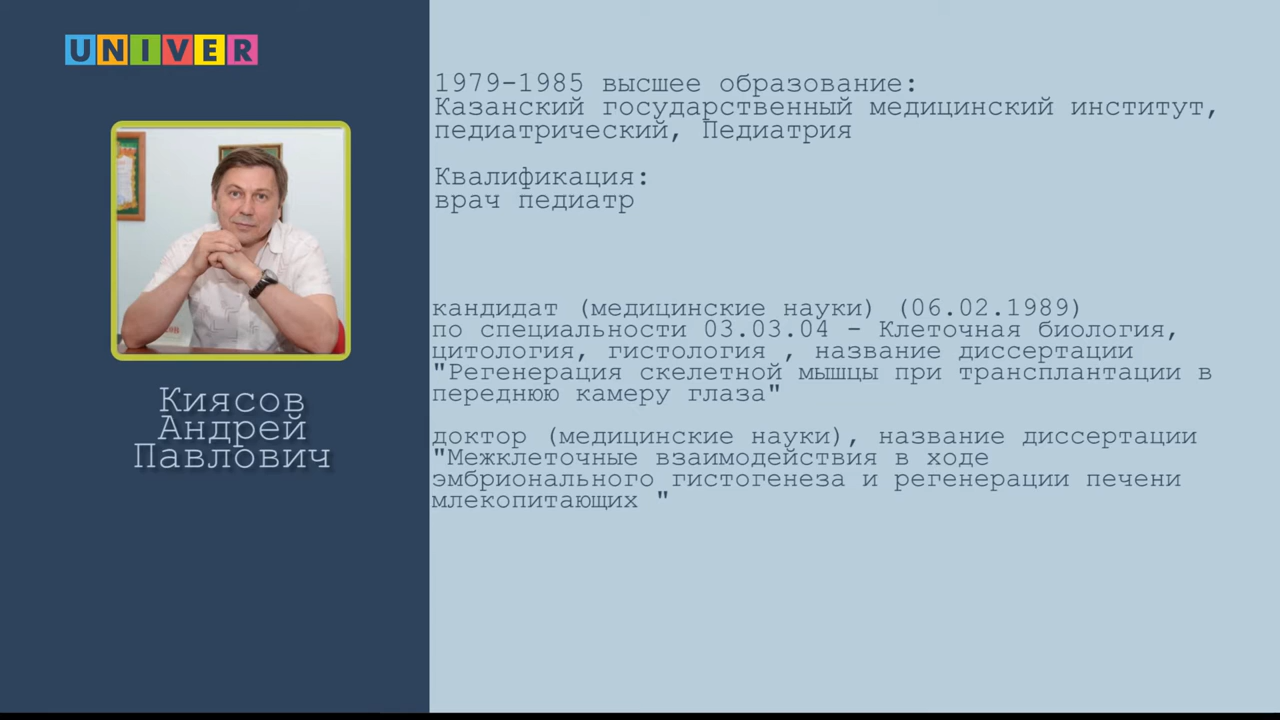 UNIVER
Киясов
Андрей
Павлович
1979-1985 высшее образование:
Казанский государственный медицинский институт,
педиатрический, Педиатрия
Квалификация:
врач педиатр
кандидат (медицинские науки) (06.02.1989)
по специальности 03.03.04 - Клеточная биология,
цитология, гистология , название диссертации
"Регенерация скелетной мышцы при трансплантации в
переднюю камеру глаза"
доктор (медицинские науки), название диссертации
"Межклеточные взаимодействия в ходе
эмбрионального гистогенеза и регенерации печени
млекопитающих "